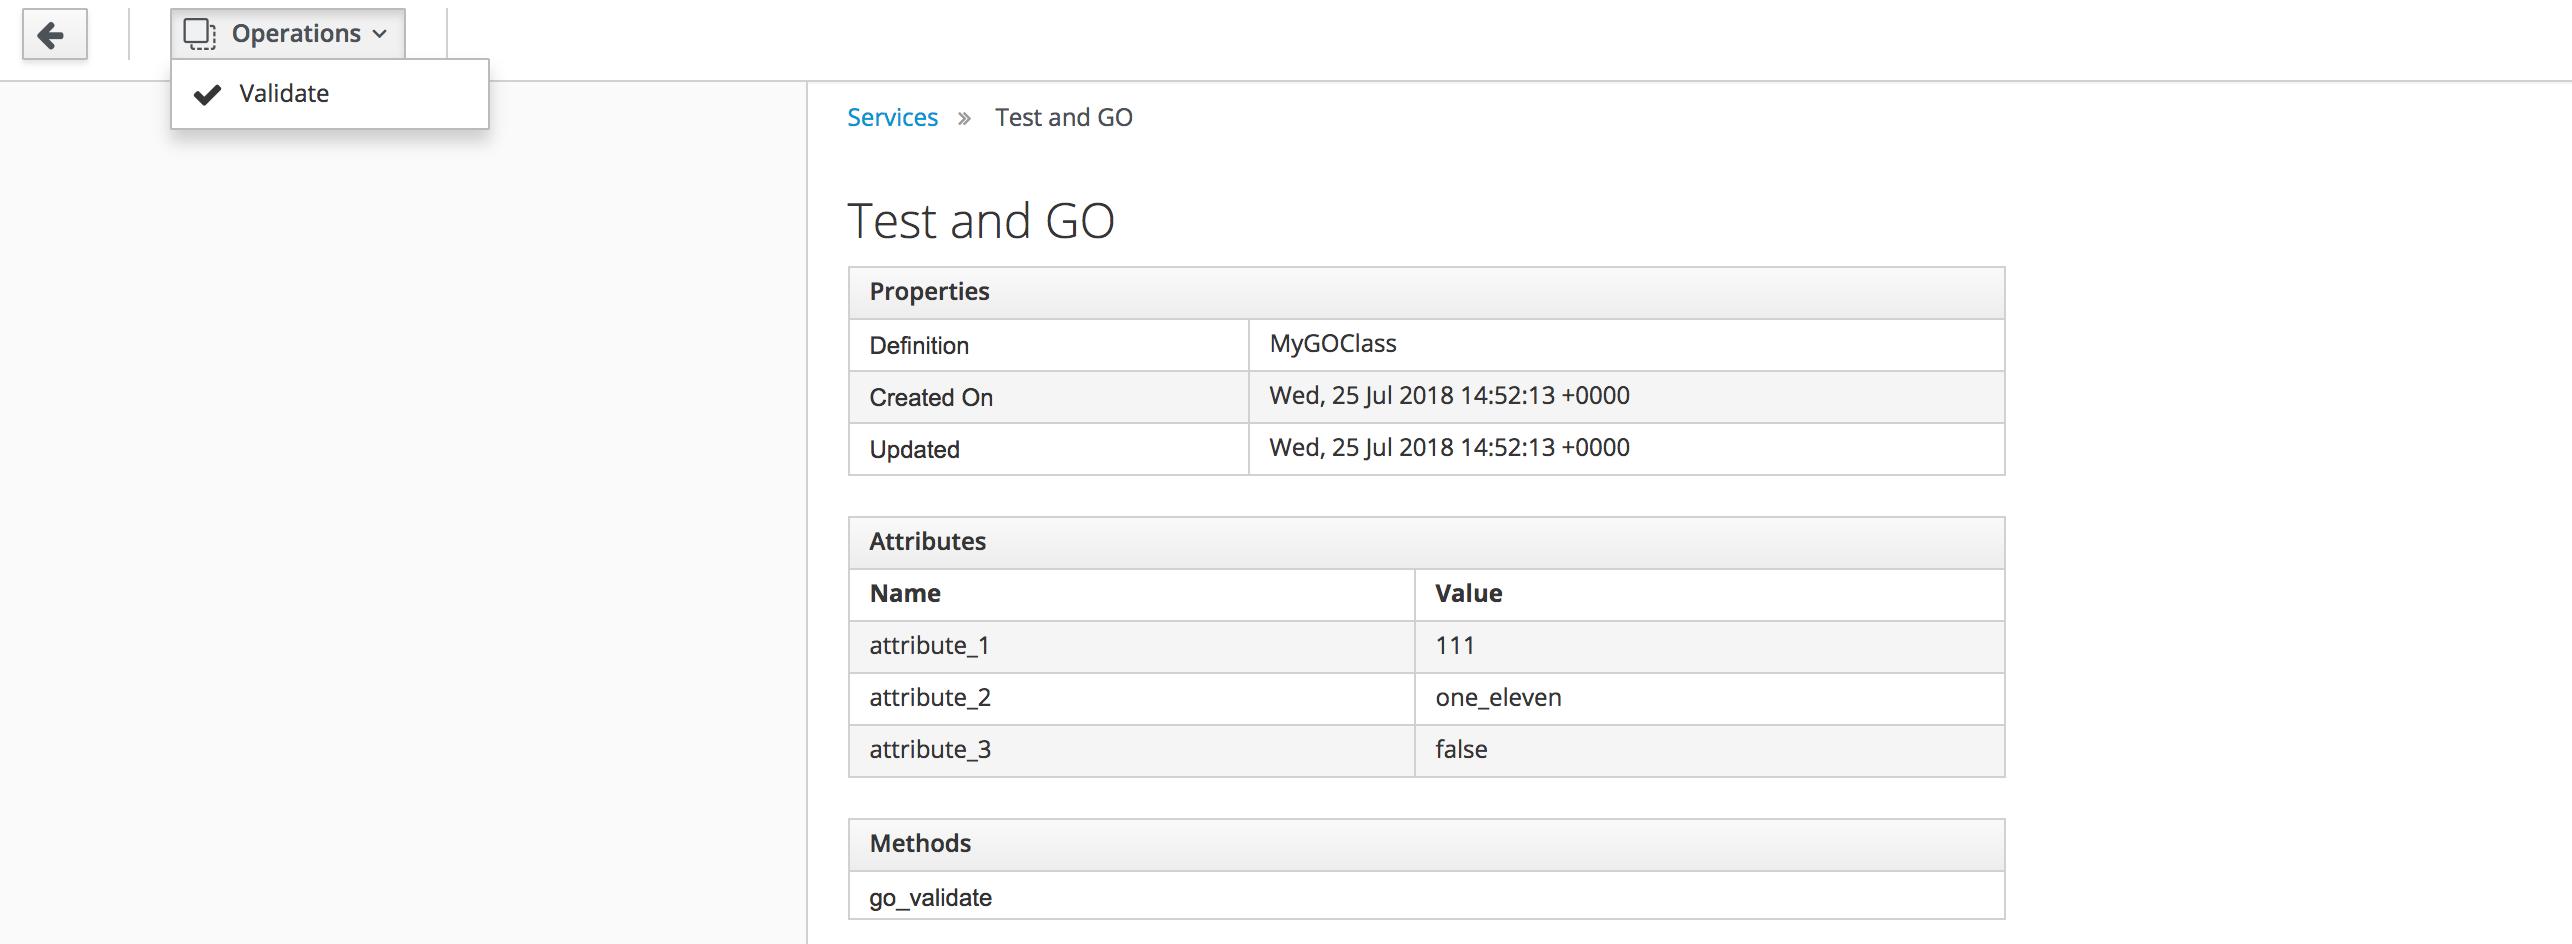 Operations
Validate
Services » Test and GO
Test and GO
Properties
Definition MyGOClass
Created On Wed, 25 Jul 2018 14:52:13 +0000
Updated Wed, 25 Jul 2018 14:52:13 +0000
Attributes
Name Value
attribute_1 111
attribute_2 one_eleven
attribute_3 false
Methods
go_validate